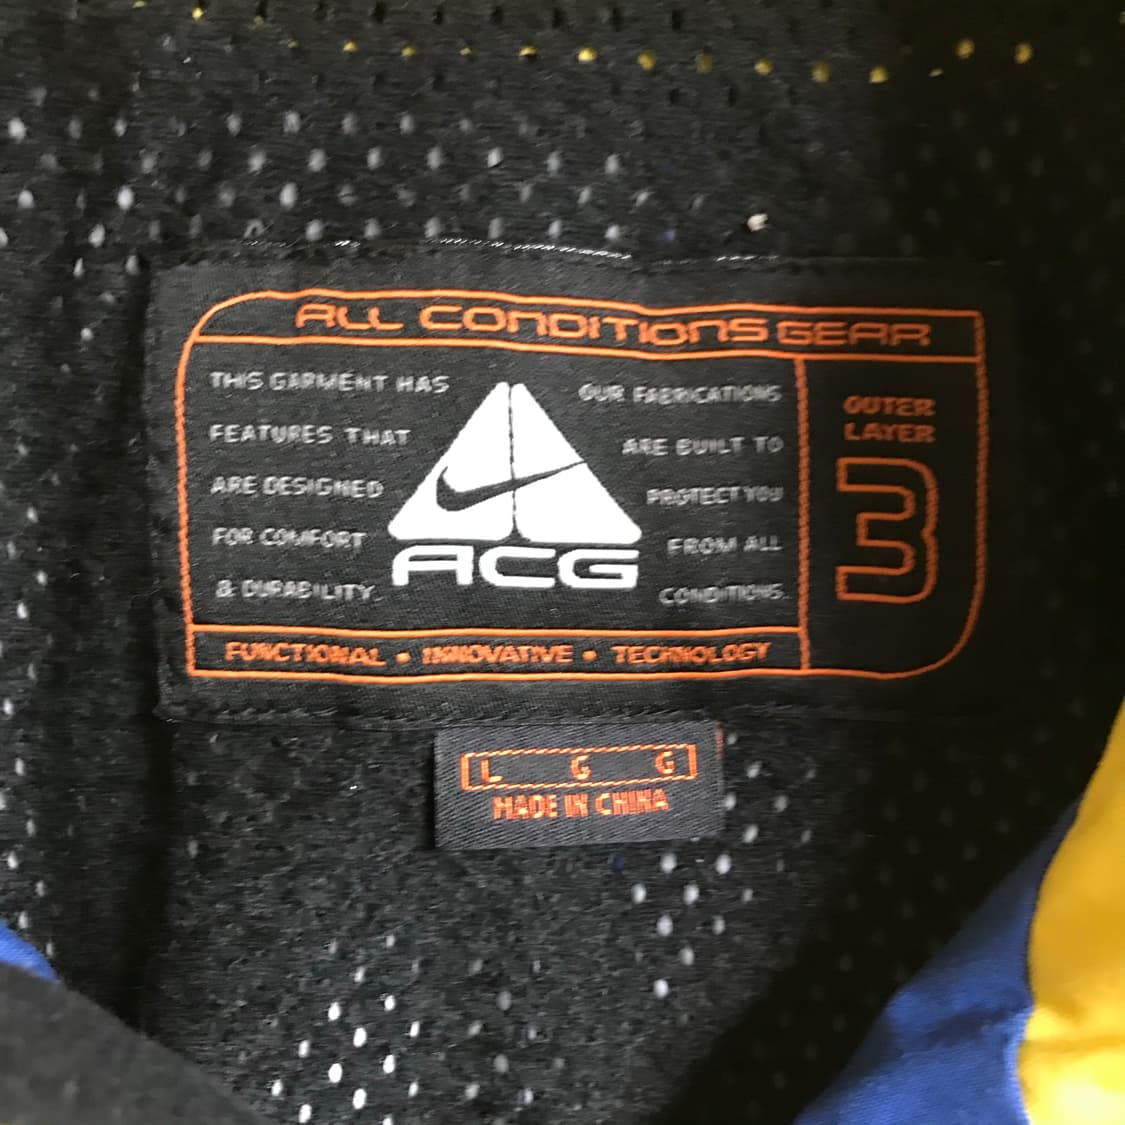 ALL CONDITIONS GEAR
THIS GARMENT HAS
FEATURES THAT
ARE DESIGNED
FOR COMFORT
& DURABILITY.
ACG
OUR FABRICATIONS
ARE BUILT TO
PROTECT YOU
FROM ALL
CONDITIONS.
OUTER
LAYER
3
FUNCTIONAL • INNOVATIVE • TECHNOLOGY
L G G
MADE IN CHINA